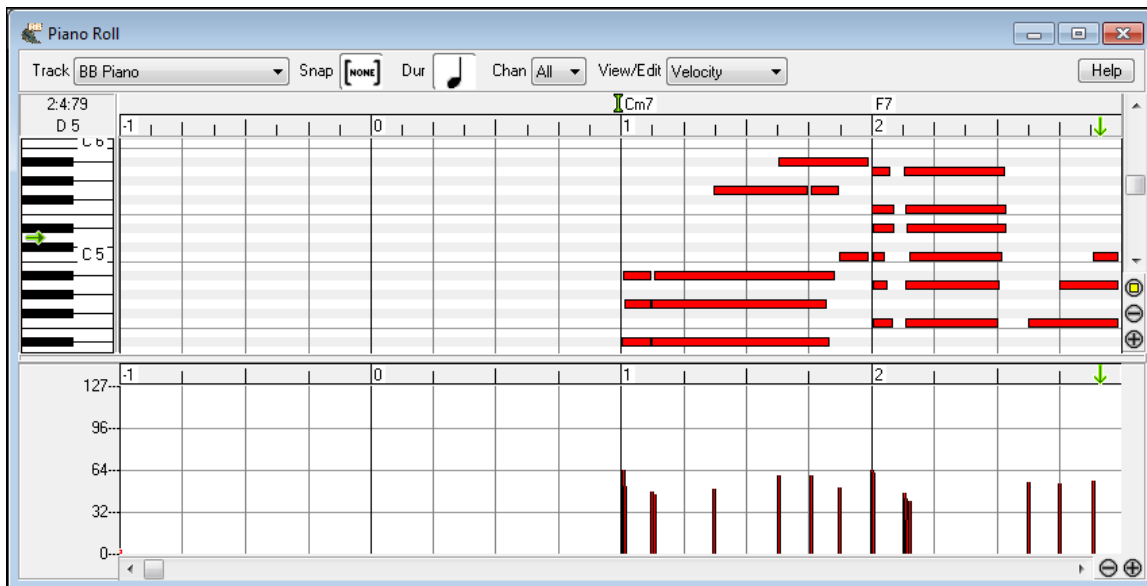 Piano Roll
Track BB Piano Snap [NONE] Dur Chan All View/Edit Velocity Help
2:4:79 Cm7 F7
D 5 -1 0 1 2
C 6
C 5
-1 0 1 2
127
96
64
32
0